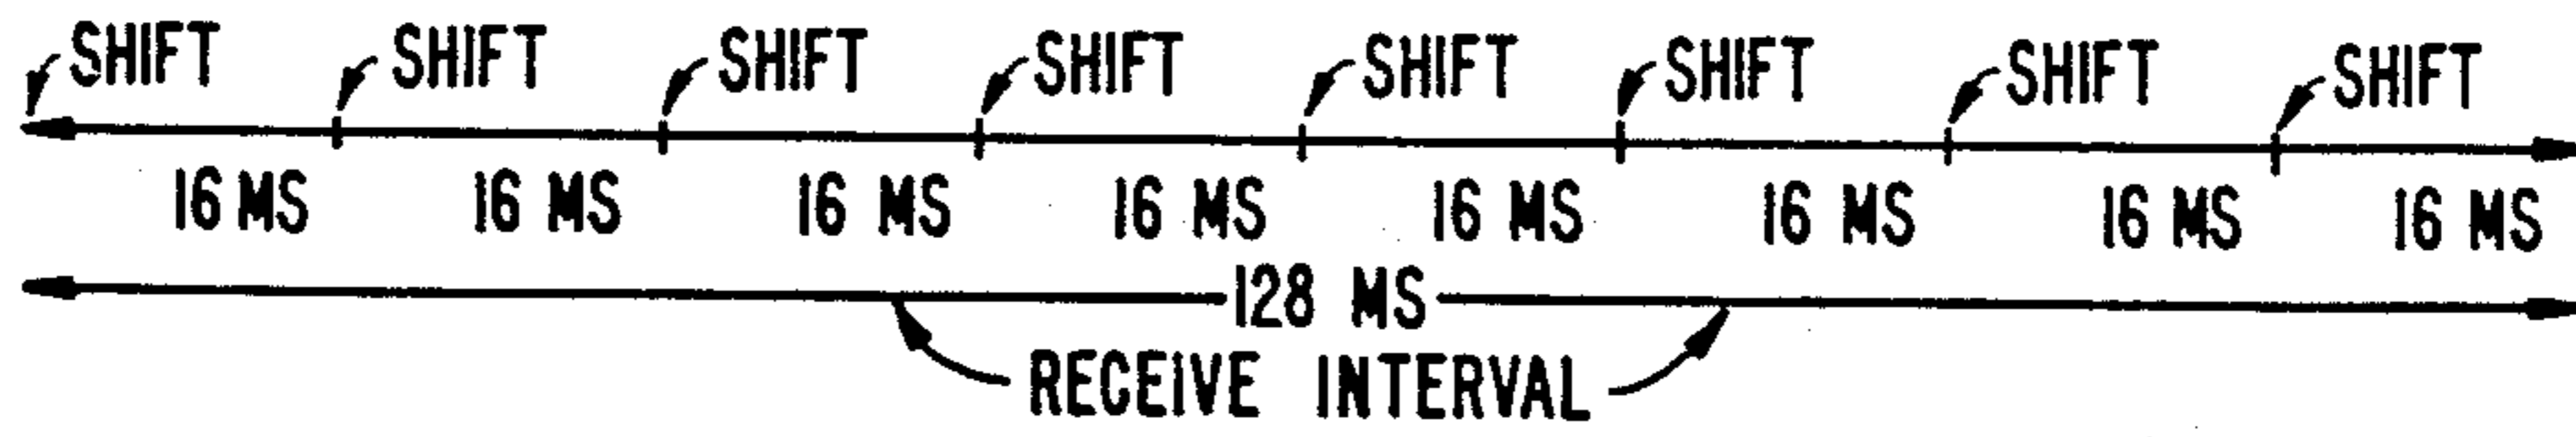 SHIFT SHIFT SHIFT SHIFT SHIFT SHIFT SHIFT SHIFT
16 MS 16 MS 16 MS 16 MS 16 MS 16 MS 16 MS 16 MS
128 MS
RECEIVE INTERVAL